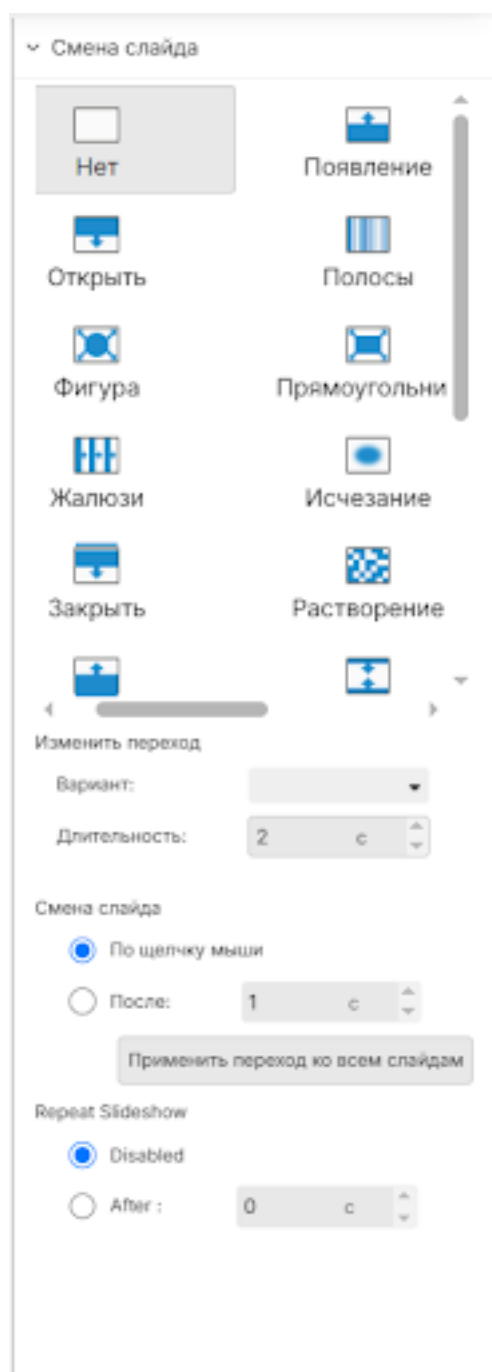 Смена слайда
Нет Появление
Открыть Полосы
Фигура Прямоугольни
Жалюзи Исчезание
Закрыть Растворение
Изменить переход
Вариант:
Длительность: 2 с
Смена слайда
По щелчку мыши
После: 1 с
Применить переход ко всем слайдам
Repeat Slideshow
Disabled
After : 0 с